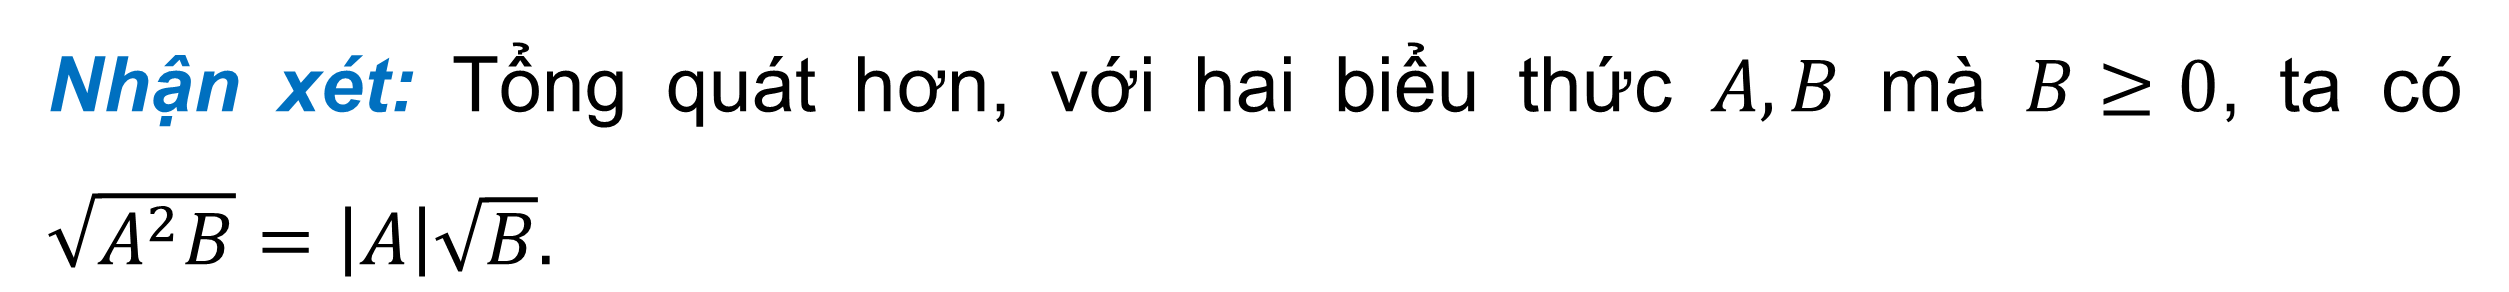 Nhận xét: Tổng quát hơn, với hai biểu thức A, B mà B ≥ 0, ta có
√(A²B) = |A|√B.